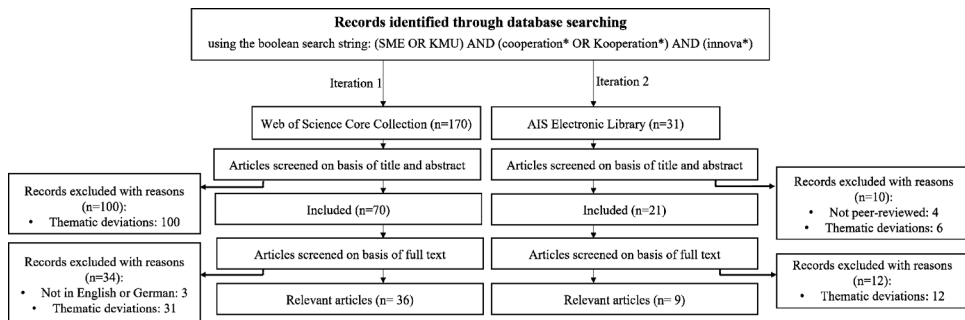 Records identified through database searching
using the boolean search string: (SME OR KMU) AND (cooperation* OR Kooperation*) AND (innova*)
Iteration 1
Iteration 2
Web of Science Core Collection (n=170)
AIS Electronic Library (n=31)
Articles screened on basis of title and abstract
Articles screened on basis of title and abstract
Records excluded with reasons
(n=100):
• Thematic deviations: 100
Included (n=70)
Included (n=21)
Records excluded with reasons
(n=10):
• Not peer-reviewed: 4
• Thematic deviations: 6
Records excluded with reasons
(n=34):
• Not in English or German: 3
• Thematic deviations: 31
Articles screened on basis of full text
Articles screened on basis of full text
Records excluded with reasons
(n=12):
• Thematic deviations: 12
Relevant articles (n= 36)
Relevant articles (n= 9)